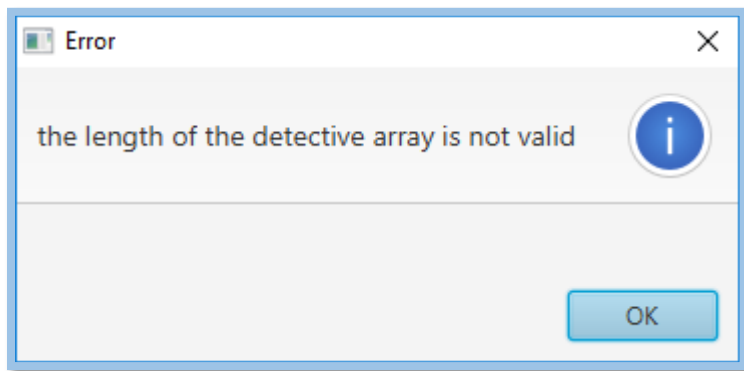 Error
the length of the detective array is not valid
OK